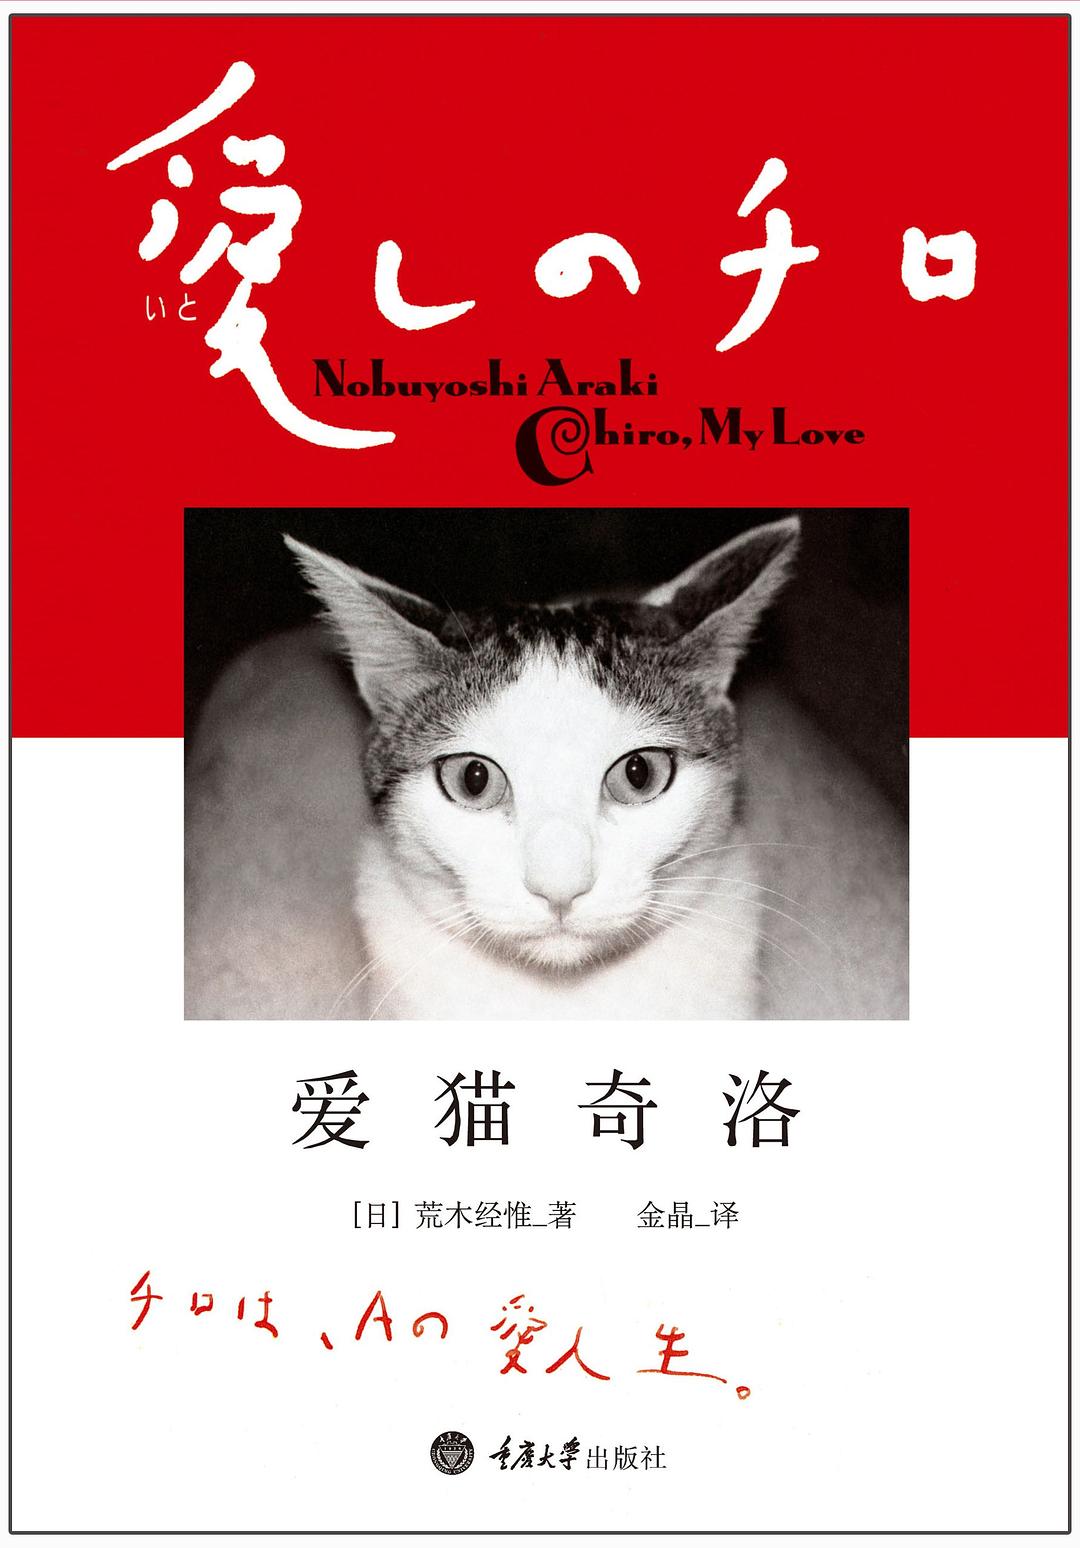 愛しのチロ
いと
Nobuyoshi Araki
Chiro, My Love
爱猫奇洛
[日] 荒木经惟_著 金晶_译
チロは、Aの愛人生。
重庆大学出版社